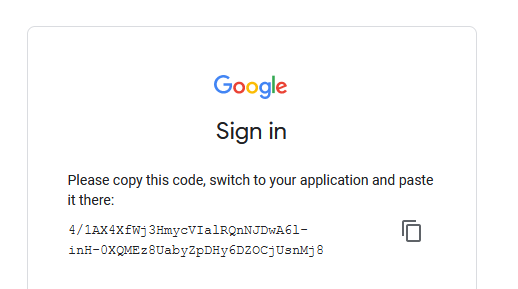 Google
Sign in
Please copy this code, switch to your application and paste
it there:
4/1AX4XfWj3HmycVIalRQnNJDwA6l-
inH-0XQMEz8UabyZpDHy6DZOCjUsnMj8